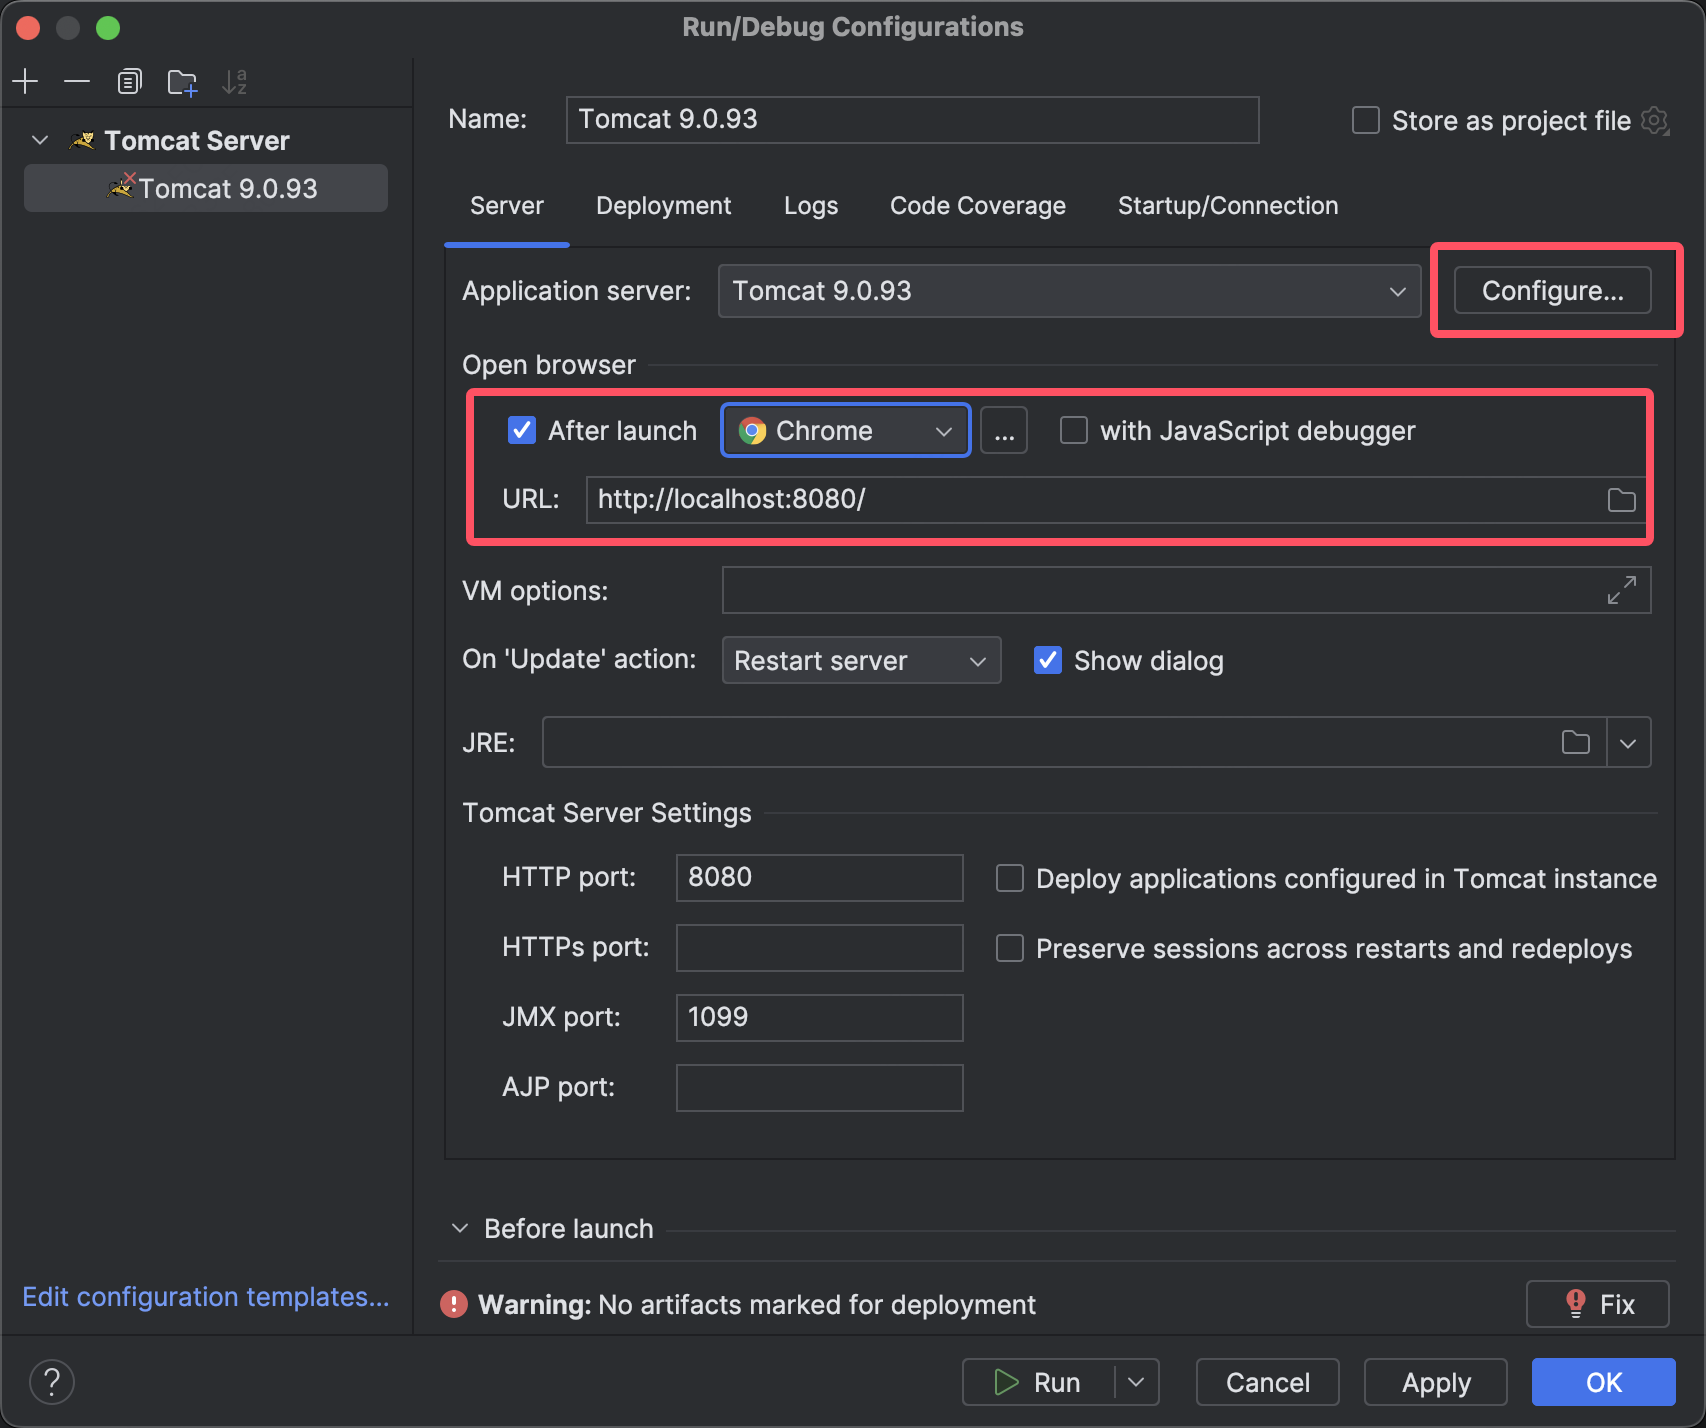 Run/Debug Configurations
Tomcat Server
Tomcat 9.0.93
Edit configuration templates...
Name: Tomcat 9.0.93 Store as project file
Server Deployment Logs Code Coverage Startup/Connection
Application server: Tomcat 9.0.93 Configure...
Open browser
After launch Chrome ... with JavaScript debugger
URL: http://localhost:8080/
VM options:
On 'Update' action: Restart server Show dialog
JRE:
Tomcat Server Settings
HTTP port: 8080 Deploy applications configured in Tomcat instance
HTTPs port: Preserve sessions across restarts and redeploys
JMX port: 1099
AJP port:
Before launch
Warning: No artifacts marked for deployment Fix
? Run Cancel Apply OK